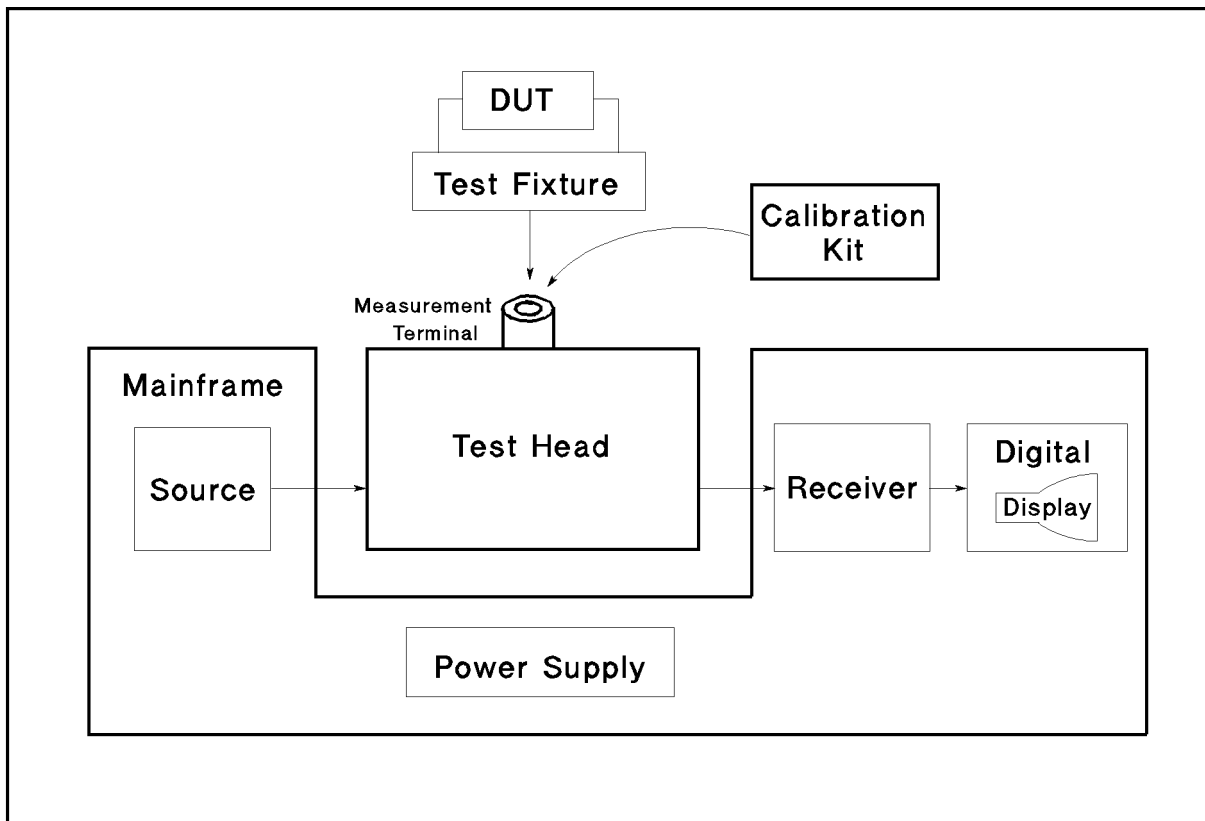 DUT
Test Fixture
Calibration
Kit
Measurement
Terminal
Mainframe
Test Head
Source
Receiver
Digital
Display
Power Supply